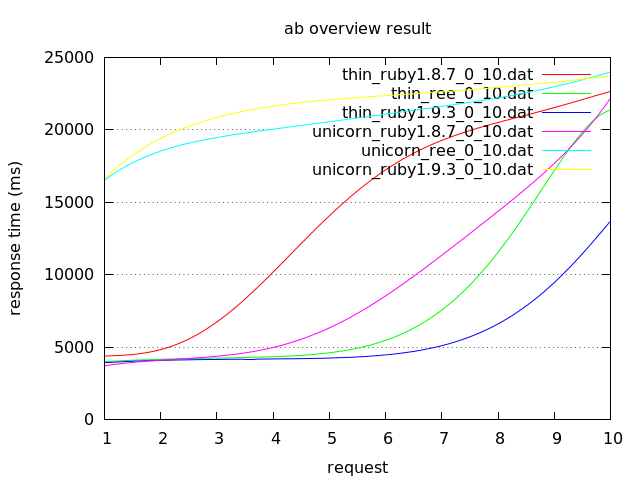 ab overview result
25000
20000
15000
10000
5000
0
response time (ms)
thin_ruby1.8.7_0_10.dat
thin_ree_0_10.dat
thin_ruby1.9.3_0_10.dat
unicorn_ruby1.8.7_0_10.dat
unicorn_ree_0_10.dat
unicorn_ruby1.9.3_0_10.dat
1 2 3 4 5 6 7 8 9 10
request